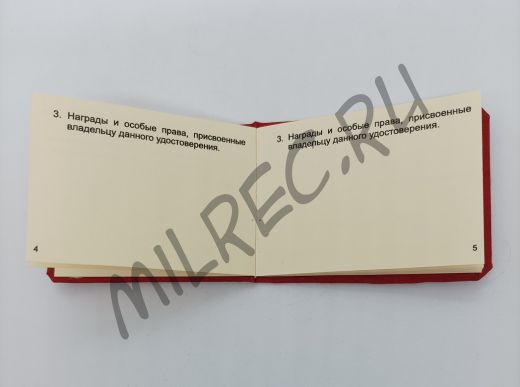 3. Награды и особые права, присвоенные
владельцу данного удостоверения.
4
3. Награды и особые права, присвоенные
владельцу данного удостоверения.
5
MILREC.RU